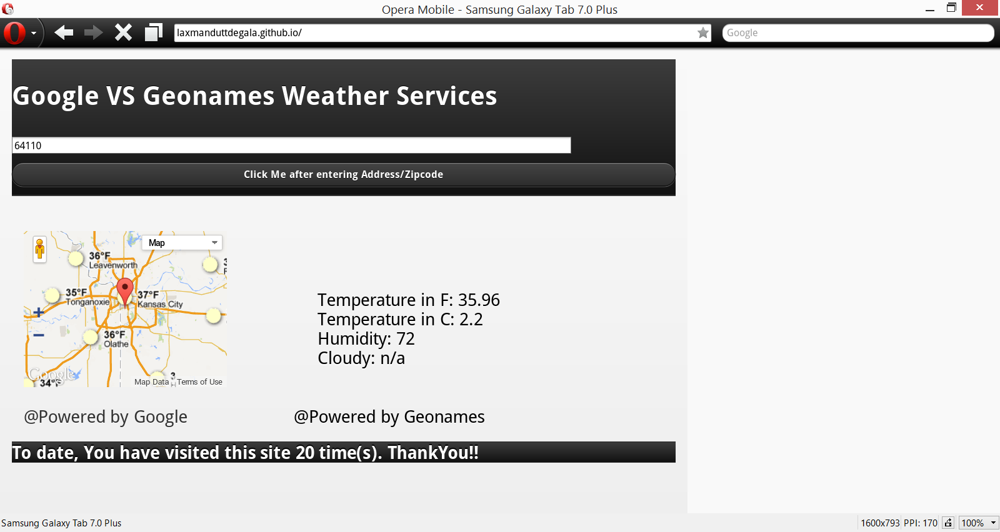 Opera Mobile - Samsung Galaxy Tab 7.0 Plus
laxmanduttdegala.github.io/
Google
Google VS Geonames Weather Services
64110
Click Me after entering Address/Zipcode
Map
36°F
Leavenworth
35°F
Tonganoxie
37°F
Kansas City
36°F
Olathe
Google
34°F
Map Data
Terms of Use
Temperature in F: 35.96
Temperature in C: 2.2
Humidity: 72
Cloudy: n/a
@Powered by Google
@Powered by Geonames
To date, You have visited this site 20 time(s). ThankYou!!
Samsung Galaxy Tab 7.0 Plus
1600x793 PPI: 170
100%